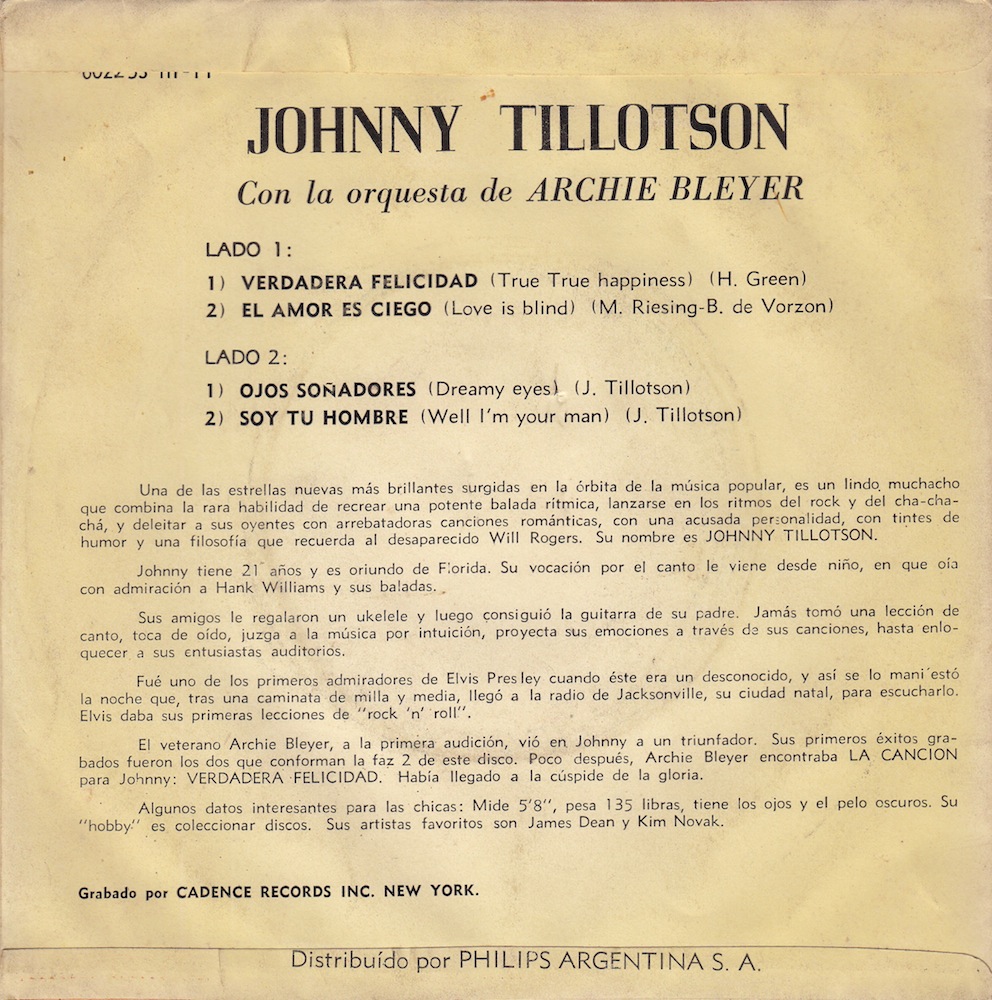 JOHNNY TILLOTSON
Con la orquesta de ARCHIE BLEYER
LADO 1:
1) VERDADERA FELICIDAD (True True happiness) (H. Green)
2) EL AMOR ES CIEGO (Love is blind) (M. Riesing-B. de Vorzon)
LADO 2:
1) OJOS SOÑADORES (Dreamy eyes) (J. Tillotson)
2) SOY TU HOMBRE (Well I'm your man) (J. Tillotson)
Una de las estrellas nuevas más brillantes surgidas en la órbita de la música popular, es un lindo muchacho
que combina la rara habilidad de recrear una potente balada rítmica, lanzarse en los ritmos del rock y del cha-cha-
chá, y deleitar a sus oyentes con arrebatadoras canciones románticas, con una acusada personalidad, con tintes de
humor y una filosofía que recuerda al desaparecido Will Rogers. Su nombre es JOHNNY TILLOTSON.
Johnny tiene 21 años y es oriundo de Florida. Su vocación por el canto le viene desde niño, en que oía
con admiración a Hank Williams y sus baladas.
Sus amigos le regalaron un ukelele y luego consiguió la guitarra de su padre. Jamás tomó una lección de
canto, toca de oído, juzga a la música por intuición, proyecta sus emociones a través de sus canciones, hasta enlo-
quecer a sus entusiastas auditorios.
Fué uno de los primeros admiradores de Elvis Presley cuando éste era un desconocido, y así se lo manifestó
la noche que, tras una caminata de milla y media, llegó a la radio de Jacksonville, su ciudad natal, para escucharlo.
Elvis daba sus primeras lecciones de "rock 'n' roll".
El veterano Archie Bleyer, a la primera audición, vió en Johnny a un triunfador. Sus primeros éxitos gra-
bados fueron los dos que conforman la faz 2 de este disco. Poco después, Archie Bleyer encontraba LA CANCION
para Johnny: VERDADERA FELICIDAD. Había llegado a la cúspide de la gloria.
Algunos datos interesantes para las chicas: Mide 5'8", pesa 135 libras, tiene los ojos y el pelo oscuros. Su
"hobby" es coleccionar discos. Sus artistas favoritos son James Dean y Kim Novak.
Grabado por CADENCE RECORDS INC. NEW YORK.
Distribuído por PHILIPS ARGENTINA S. A.